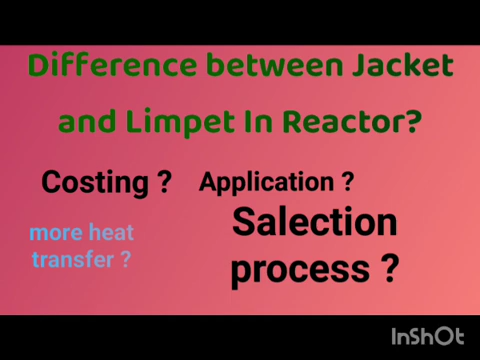 Difference between Jacket
and Limpet In Reactor?
Costing ?
Application ?
more heat
transfer ?
Salection
process ?
InShOt